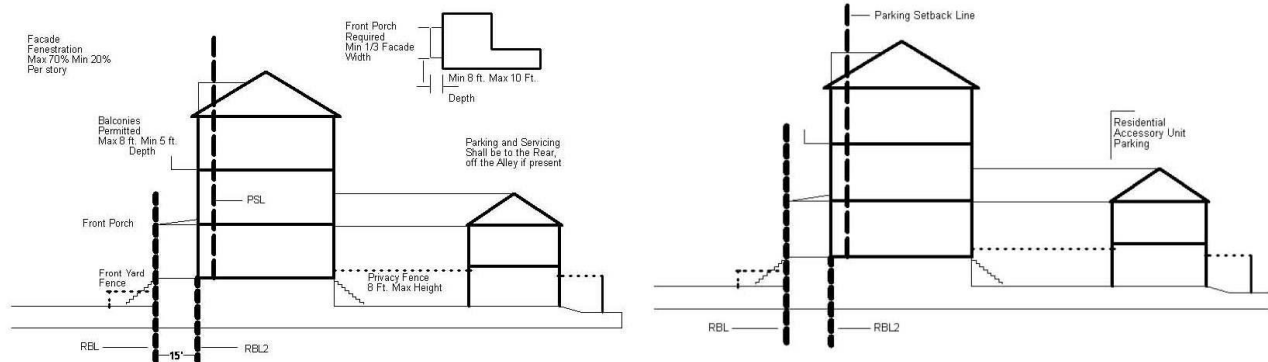 Facade
Fenestration
Max 70% Min 20%
Per story
Front Porch
Required
Min 1/3 Facade
Width
Min 8 ft. Max 10 Ft.
Depth
Balconies
Permitted
Max 8 ft. Min 5 ft.
Depth
Parking and Servicing
Shall be to the Rear,
off the Alley if present
PSL
Front Porch
Front Yard
Fence
Privacy Fence
8 Ft. Max Height
RBL
15'
RBL2
Parking Setback Line
Residential
Accessory Unit
Parking
RBL
RBL2